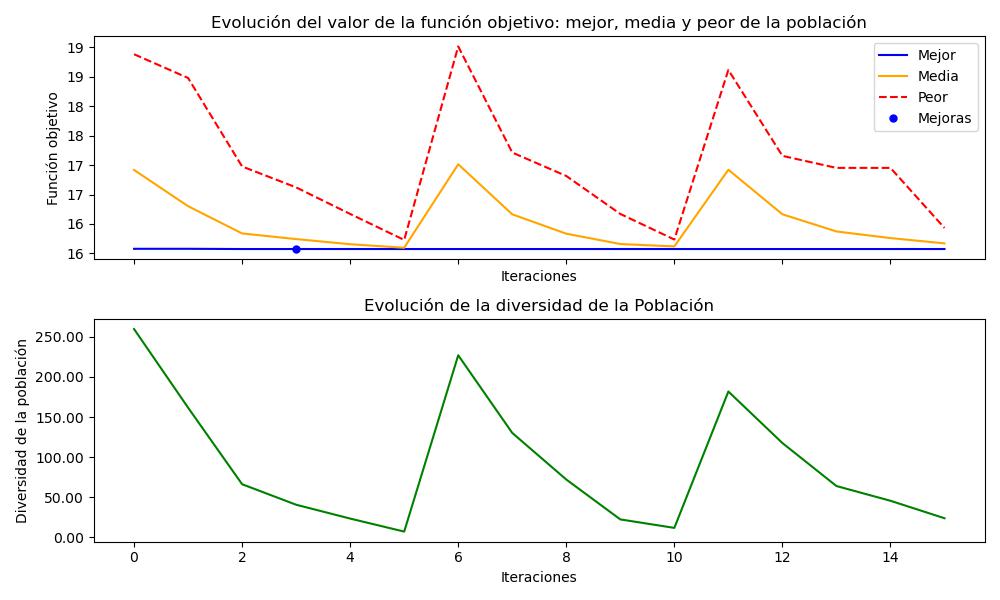 Evolución del valor de la función objetivo: mejor, media y peor de la población
Función objetivo
19
19
18
18
17
17
16
16
Mejor
Media
Peor
Mejoras
Iteraciones
Evolución de la diversidad de la Población
Diversidad de la población
250.00
200.00
150.00
100.00
50.00
0.00
0 2 4 6 8 10 12 14
Iteraciones